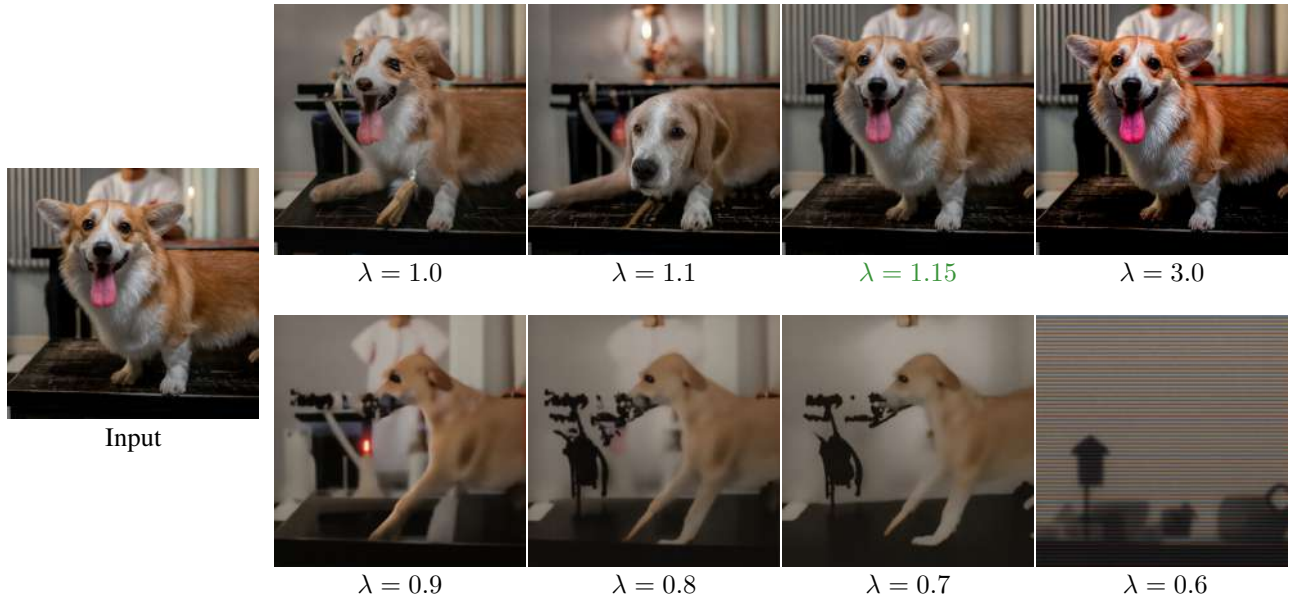 λ = 1.0
λ = 1.1
λ = 1.15
λ = 3.0
Input
λ = 0.9
λ = 0.8
λ = 0.7
λ = 0.6